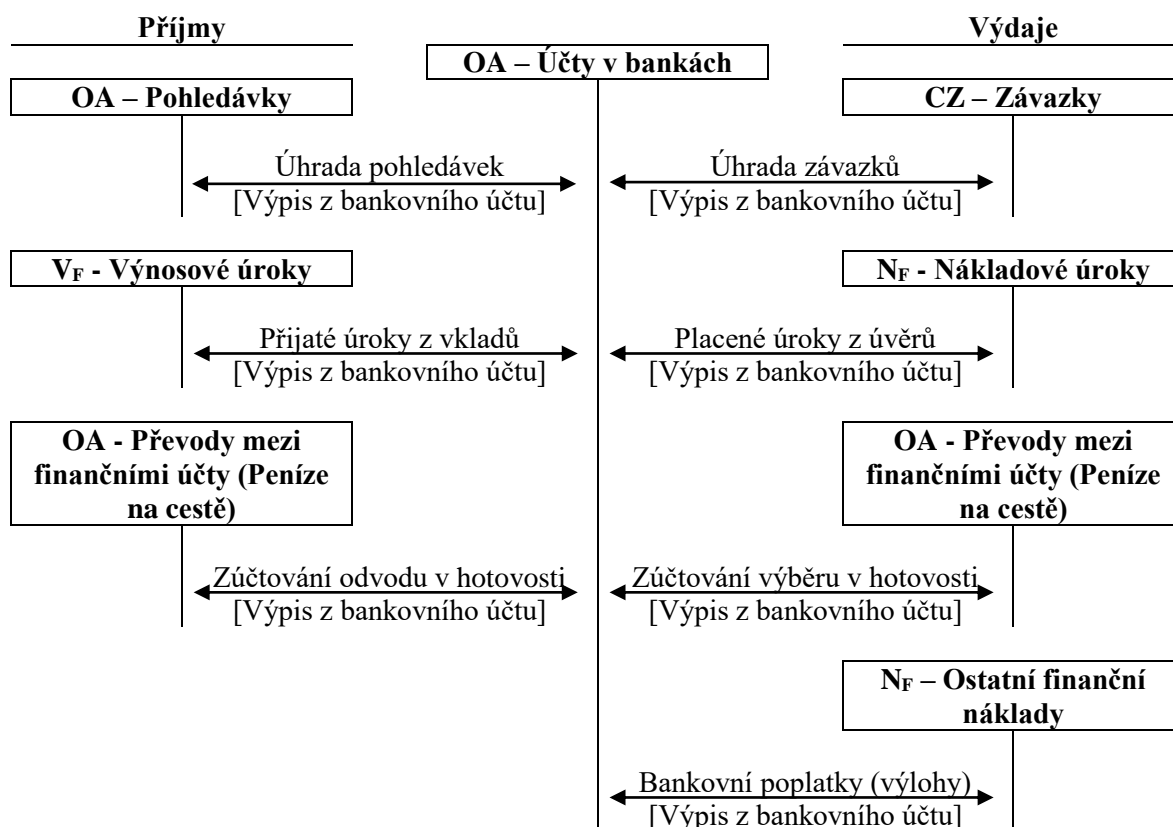 Příjmy
Výdaje
OA – Účty v bankách
OA – Pohledávky
CZ – Závazky
Úhrada pohledávek
[Výpis z bankovního účtu]
Úhrada závazků
[Výpis z bankovního účtu]
VF - Výnosové úroky
NF - Nákladové úroky
Přijaté úroky z vkladů
[Výpis z bankovního účtu]
Placené úroky z úvěrů
[Výpis z bankovního účtu]
OA - Převody mezi
finančními účty (Peníze
na cestě)
OA - Převody mezi
finančními účty (Peníze
na cestě)
Zúčtování odvodu v hotovosti
[Výpis z bankovního účtu]
Zúčtování výběru v hotovosti
[Výpis z bankovního účtu]
NF – Ostatní finanční
náklady
Bankovní poplatky (výlohy)
[Výpis z bankovního účtu]